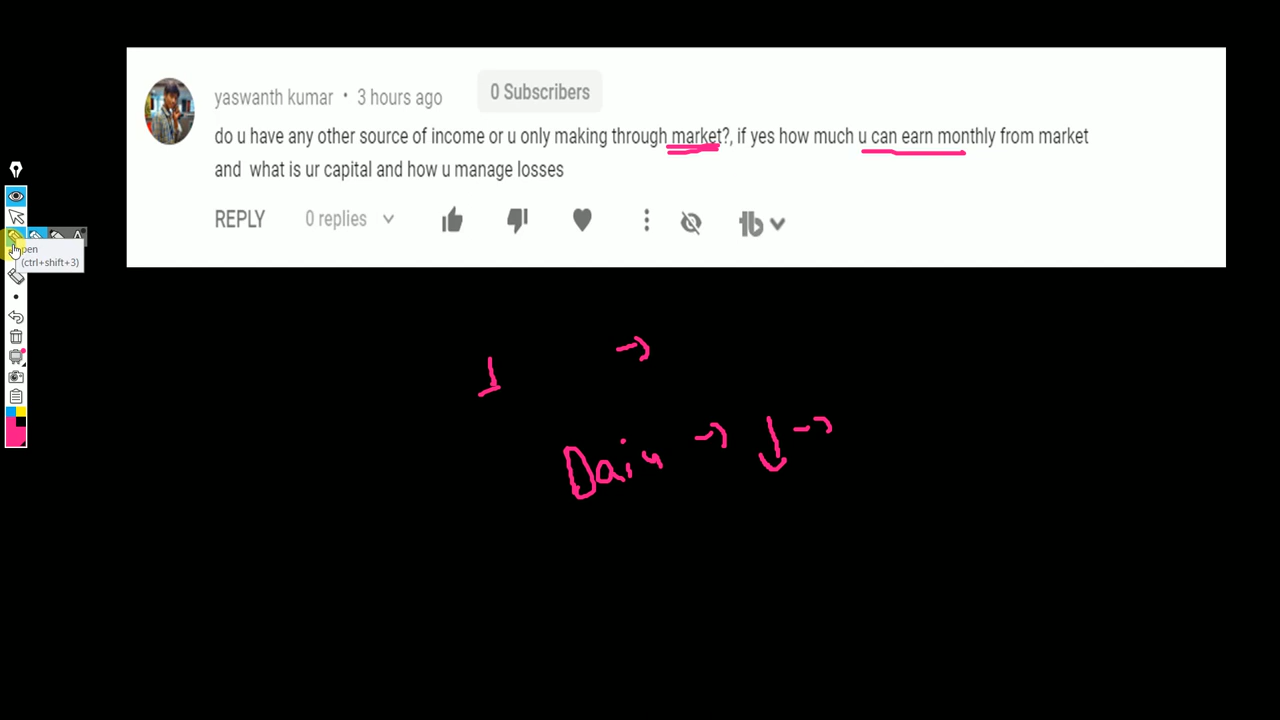 yaswanth kumar • 3 hours ago 0 Subscribers
do u have any other source of income or u only making through market?, if yes how much u can earn monthly from market
and what is ur capital and how u manage losses
REPLY 0 replies
pen
(ctrl+shift+3)
1